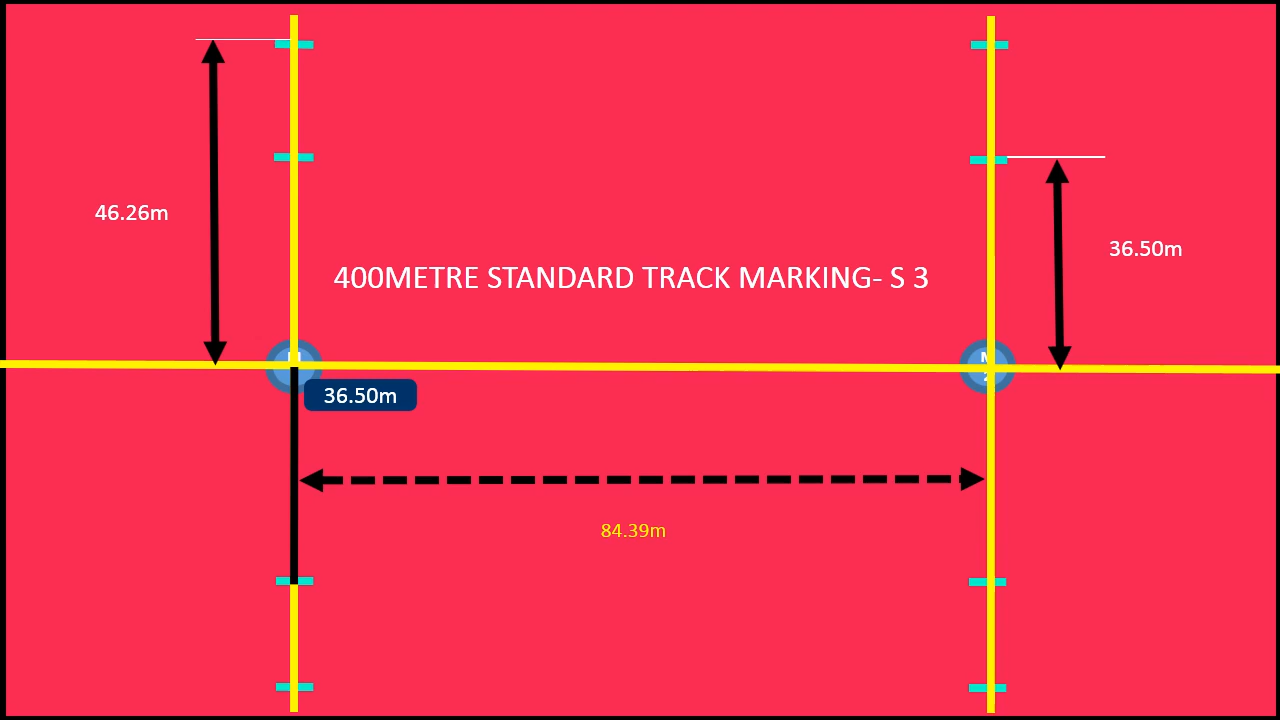 46.26m
36.50m
400METRE STANDARD TRACK MARKING- S 3
36.50m
84.39m